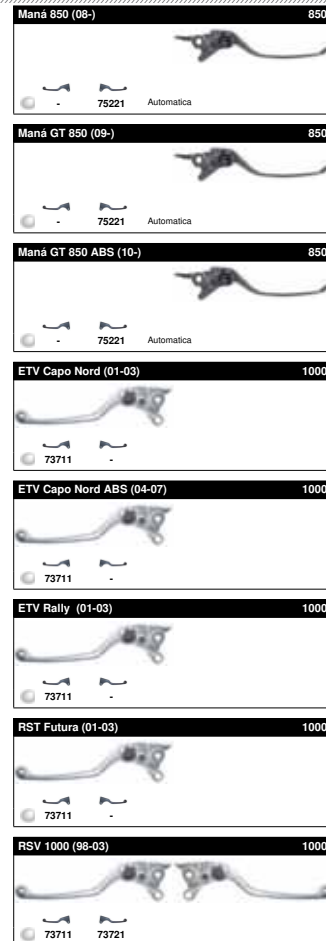 Maná 850 (08-) 850
- 75221 Automatica
Maná GT 850 (09-) 850
- 75221 Automatica
Maná GT 850 ABS (10-) 850
- 75221 Automatica
ETV Capo Nord (01-03) 1000
73711 -
ETV Capo Nord ABS (04-07) 1000
73711 -
ETV Rally (01-03) 1000
73711 -
RST Futura (01-03) 1000
73711 -
RSV 1000 (98-03) 1000
73711 73721